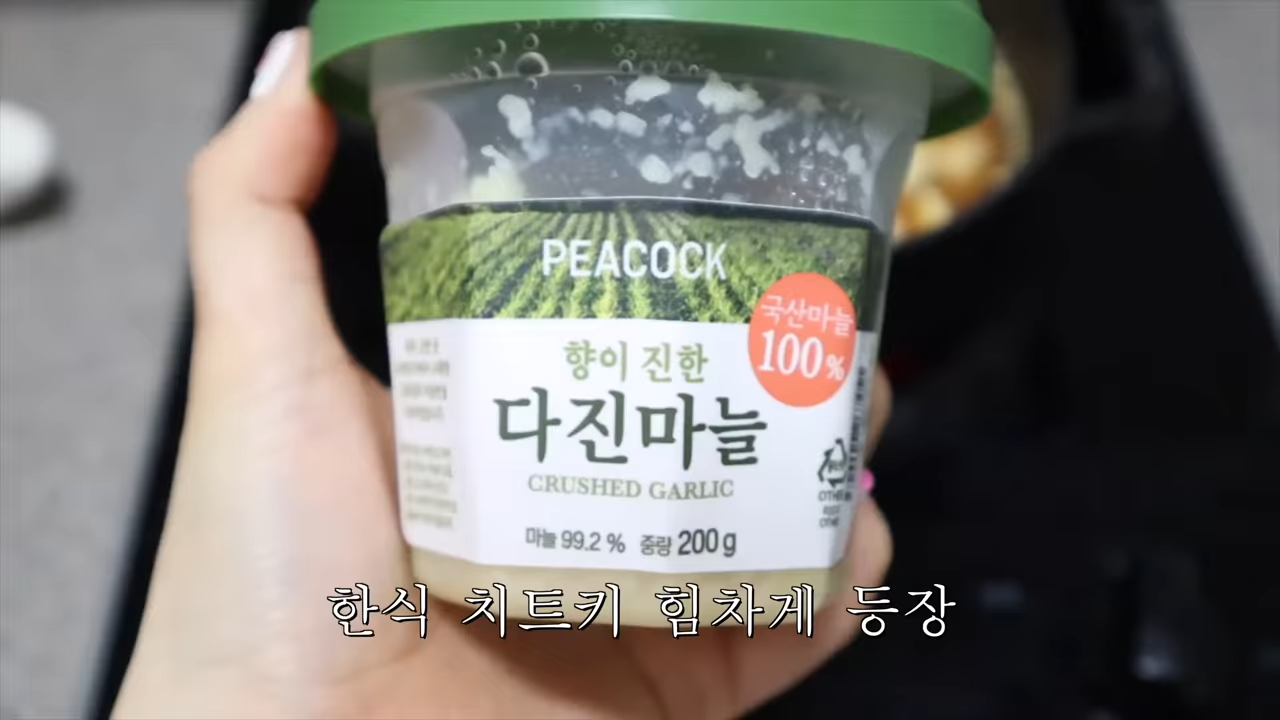 PEACOCK
국산마늘
100%
향이 진한
다진마늘
CRUSHED GARLIC
마늘 99.2 % 중량 200g
OTHER
한식 치트키 힘차게 등장